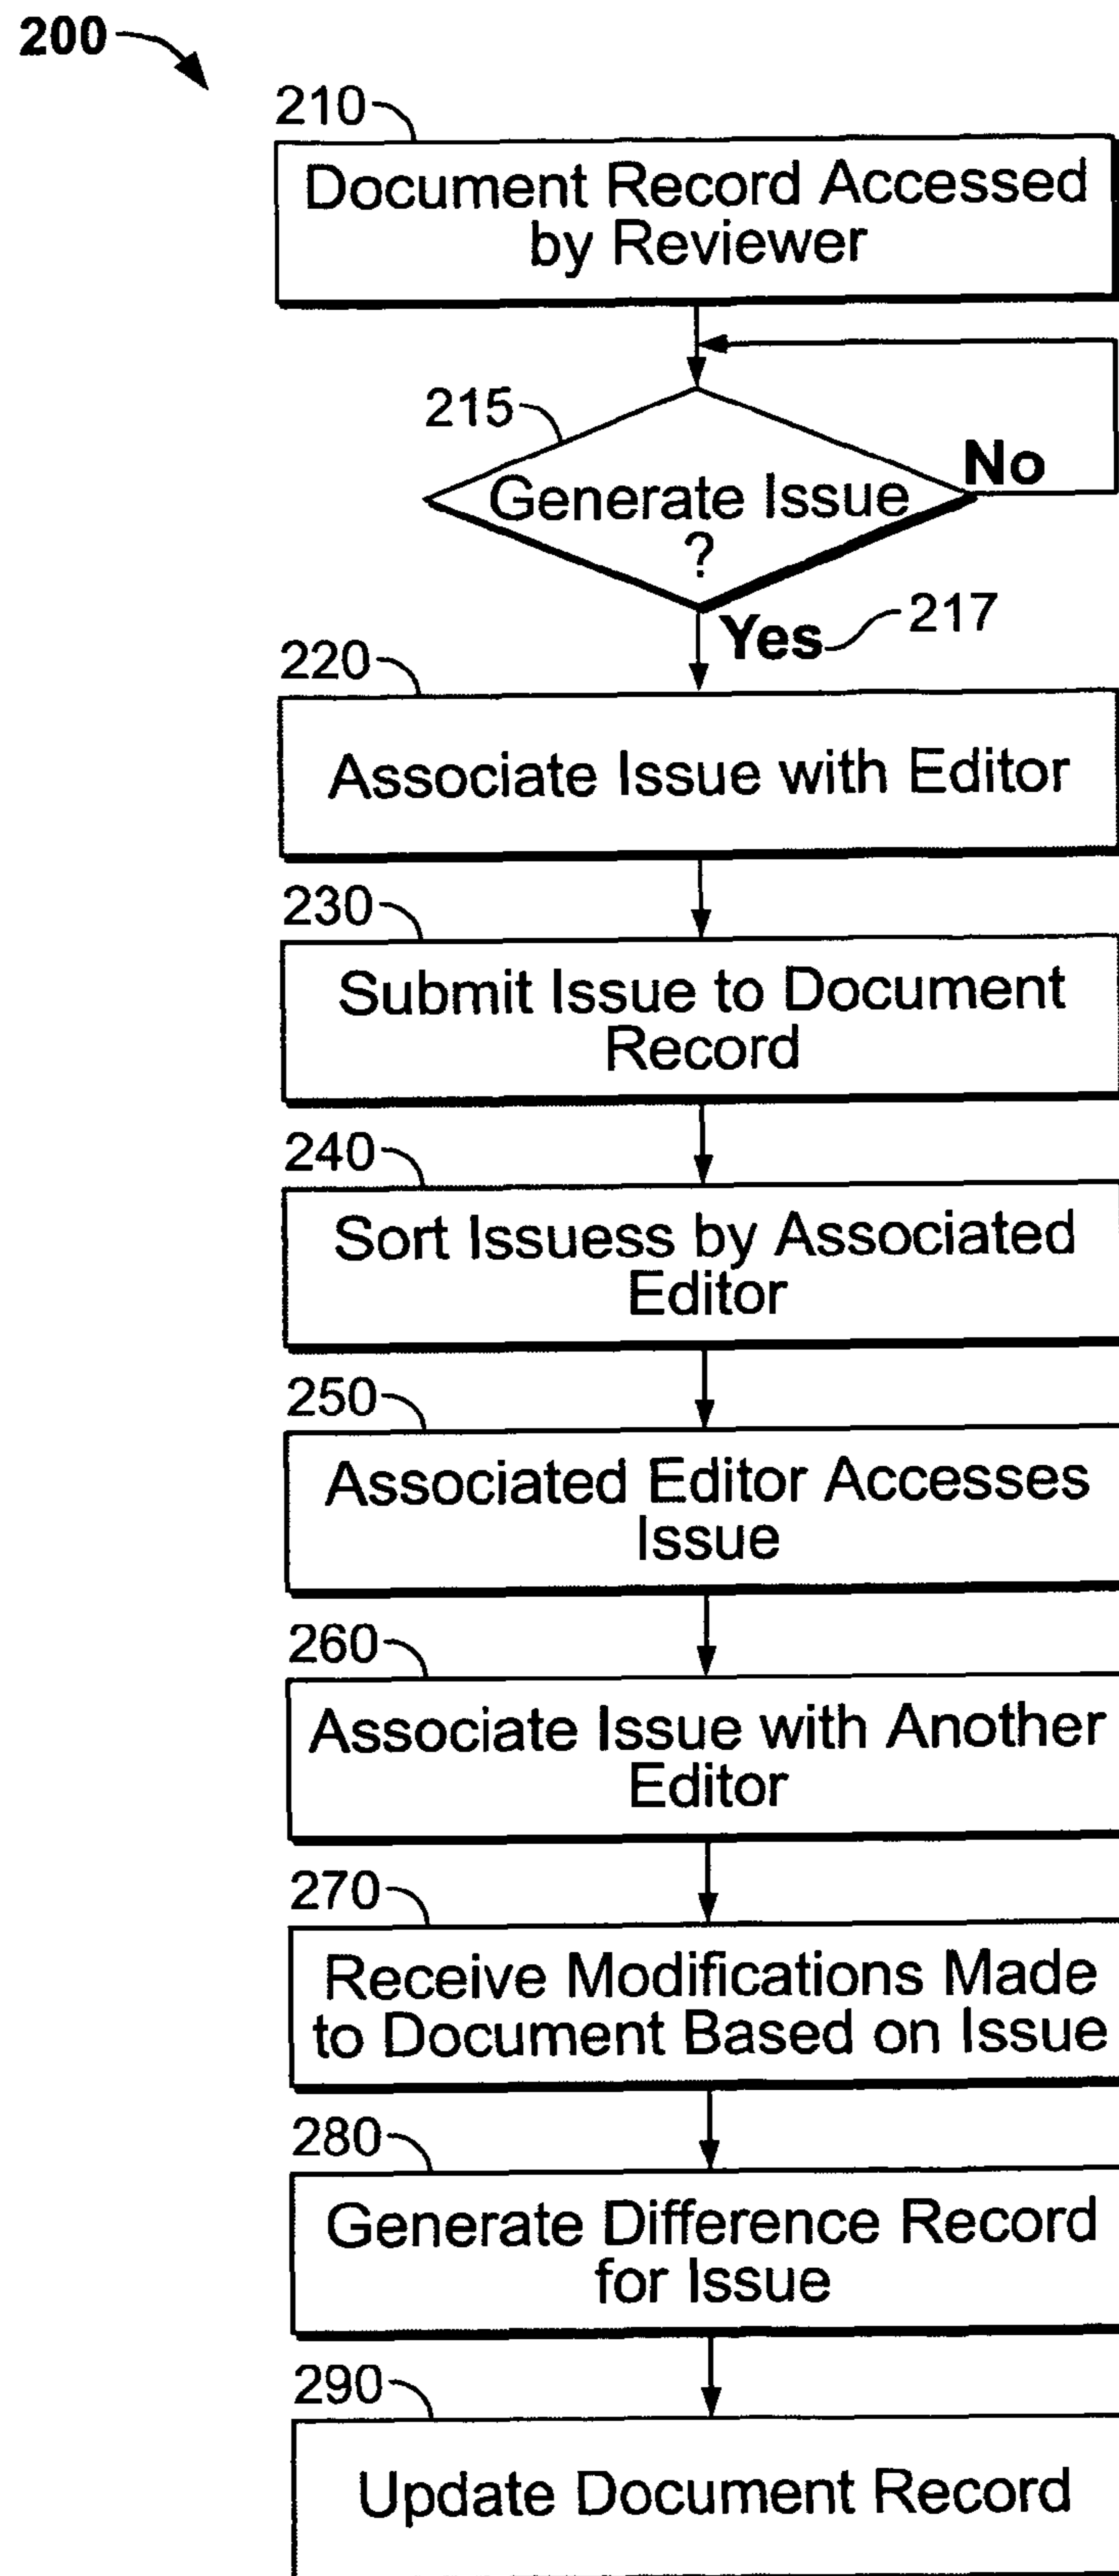 200
210
Document Record Accessed
by Reviewer
215
Generate Issue
?
No
Yes
217
220
Associate Issue with Editor
230
Submit Issue to Document
Record
240
Sort Issuess by Associated
Editor
250
Associated Editor Accesses
Issue
260
Associate Issue with Another
Editor
270
Receive Modifications Made
to Document Based on Issue
280
Generate Difference Record
for Issue
290
Update Document Record